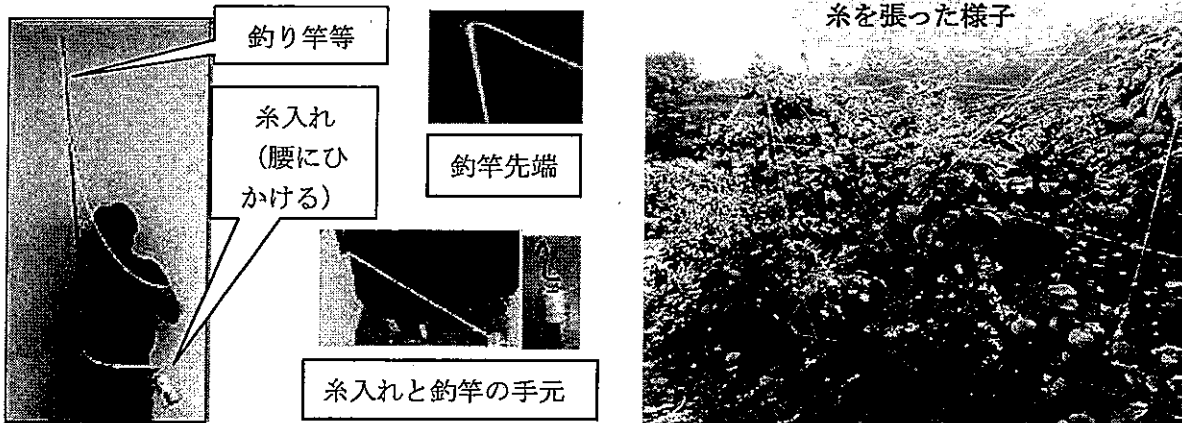 釣り竿等
糸入れ
(腰にひ
かける)
釣竿先端
糸入れと釣竿の手元
糸を張った様子